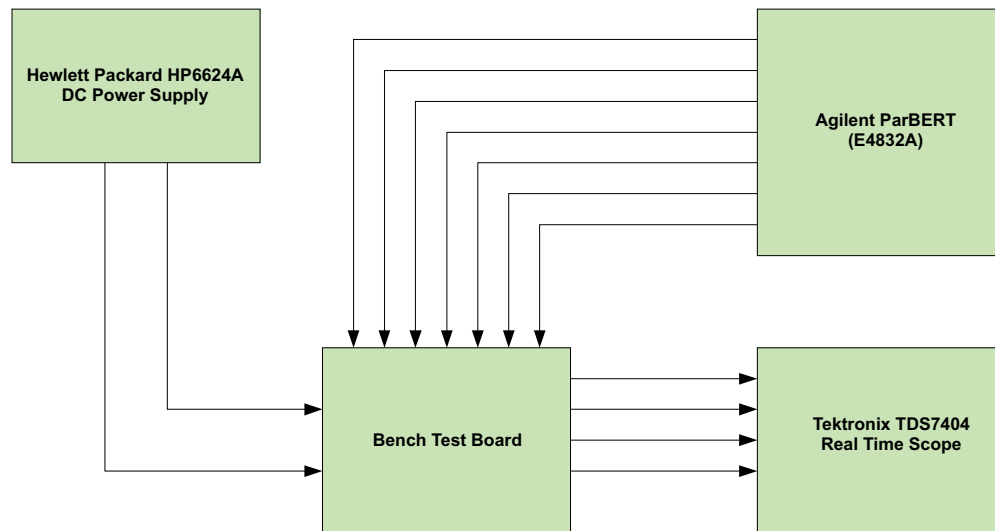 Hewlett Packard HP6624A
DC Power Supply
Agilent ParBERT
(E4832A)
Bench Test Board
Tektronix TDS7404
Real Time Scope